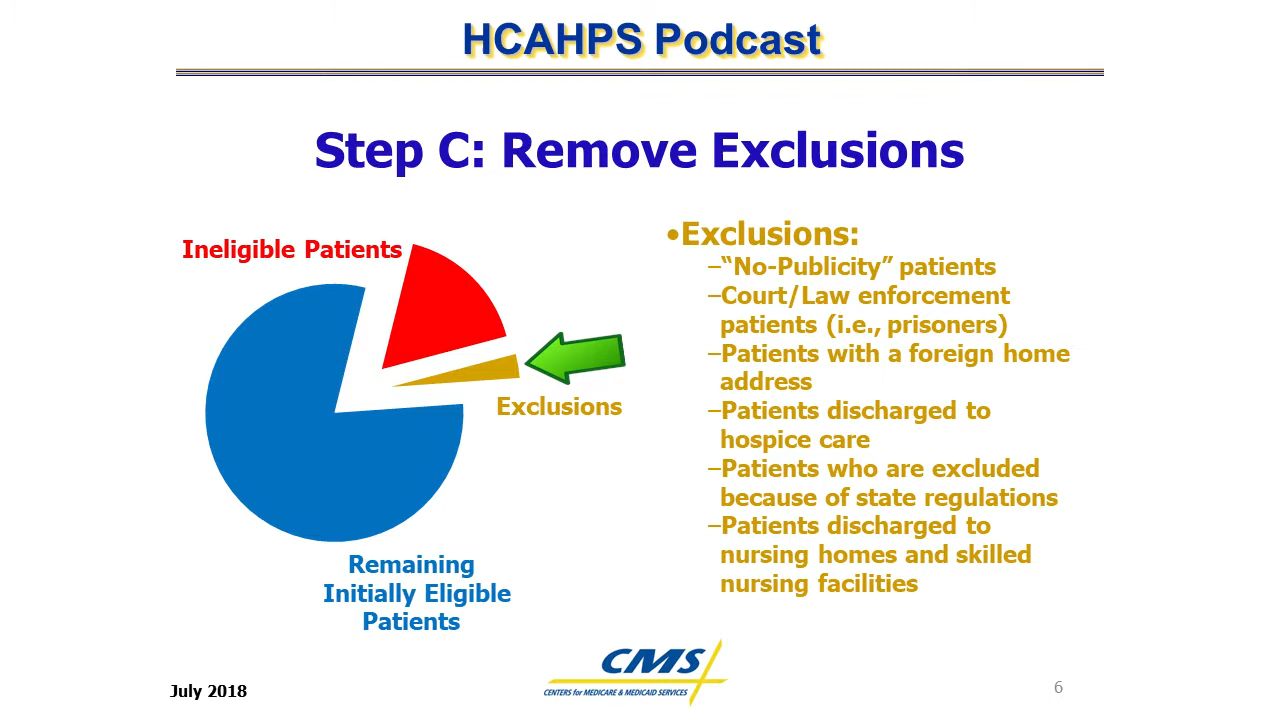 HCAHPS Podcast
Step C: Remove Exclusions
Ineligible Patients
Exclusions
Remaining
Initially Eligible
Patients
•Exclusions:
–“No-Publicity” patients
–Court/Law enforcement
patients (i.e., prisoners)
–Patients with a foreign home
address
–Patients discharged to
hospice care
–Patients who are excluded
because of state regulations
–Patients discharged to
nursing homes and skilled
nursing facilities
July 2018
CMS
CENTERS for MEDICARE & MEDICAID SERVICES
6